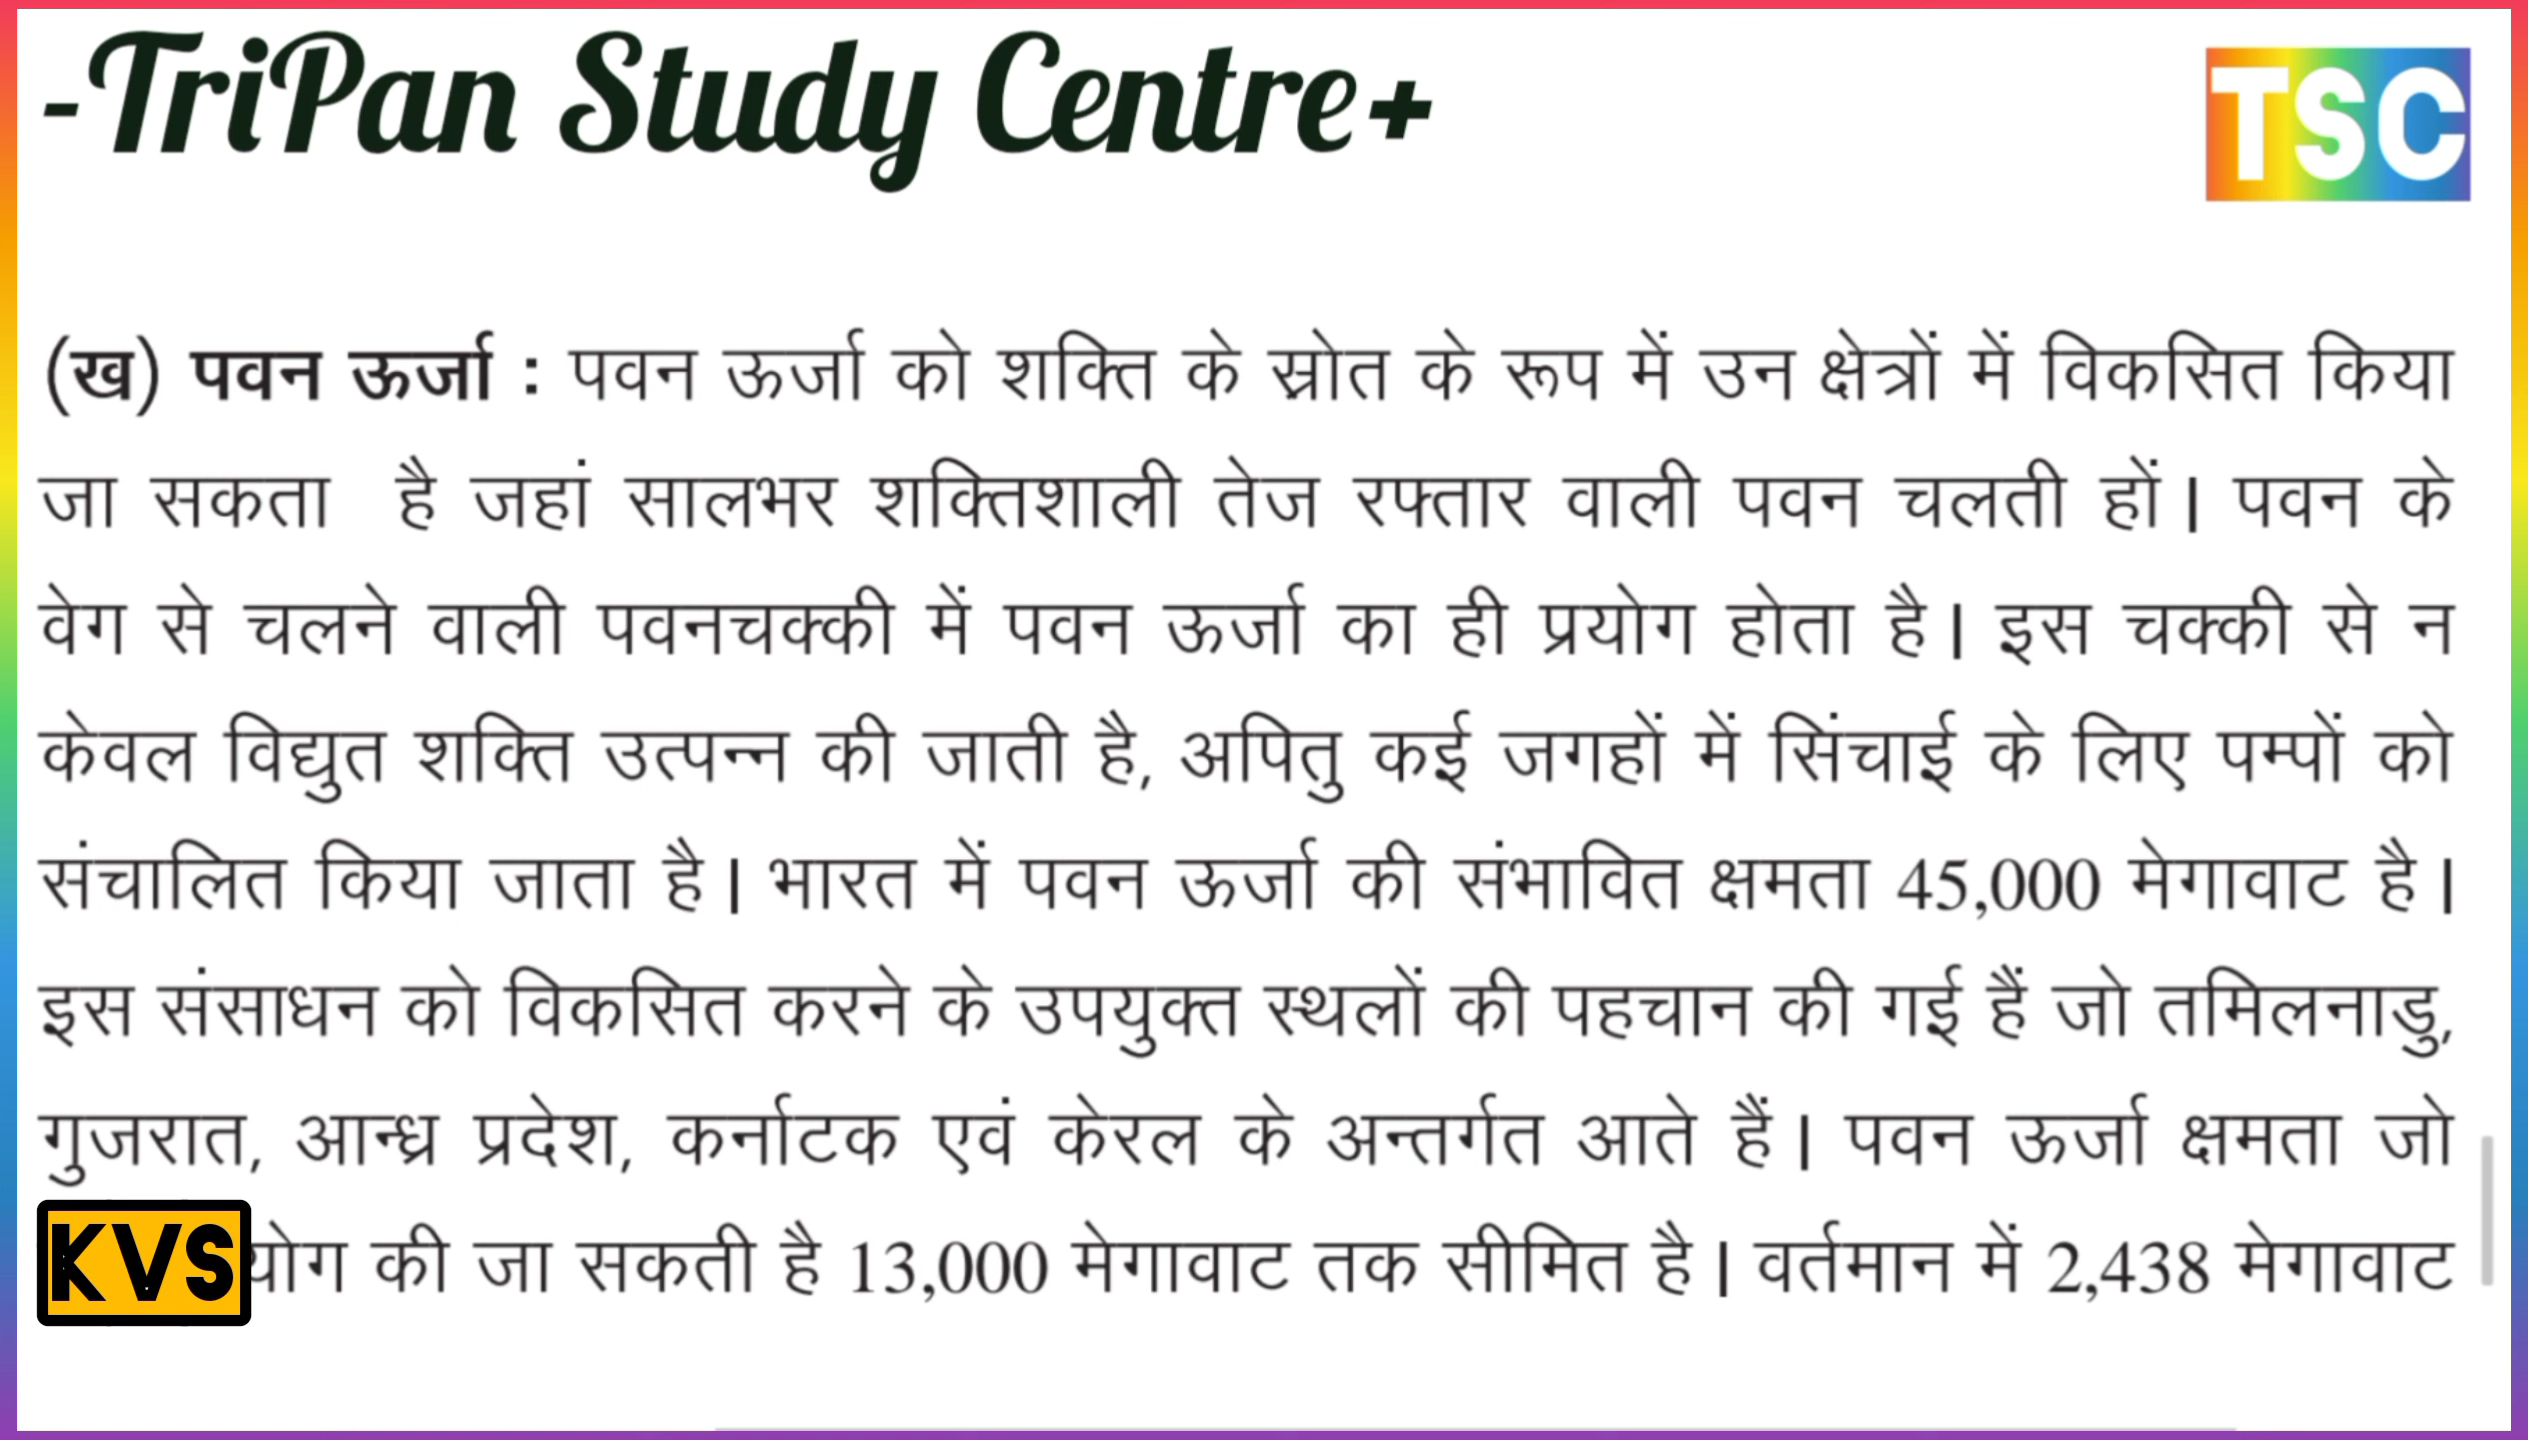 -TriPan Study Centre+
TSC
(ख) पवन ऊर्जा : पवन ऊर्जा को शक्ति के स्रोत के रूप में उन क्षेत्रों में विकसित किया
जा सकता है जहां सालभर शक्तिशाली तेज रफ्तार वाली पवन चलती हों। पवन के
वेग से चलने वाली पवनचक्की में पवन ऊर्जा का ही प्रयोग होता है। इस चक्की से न
केवल विद्युत शक्ति उत्पन्न की जाती है, अपितु कई जगहों में सिंचाई के लिए पम्पों को
संचालित किया जाता है। भारत में पवन ऊर्जा की संभावित क्षमता 45,000 मेगावाट है।
इस संसाधन को विकसित करने के उपयुक्त स्थलों की पहचान की गई हैं जो तमिलनाडु,
गुजरात, आन्ध्र प्रदेश, कर्नाटक एवं केरल के अन्तर्गत आते हैं। पवन ऊर्जा क्षमता जो
KVS की जा सकती है 13,000 मेगावाट तक सीमित है। वर्तमान में 2,438 मेगावाट